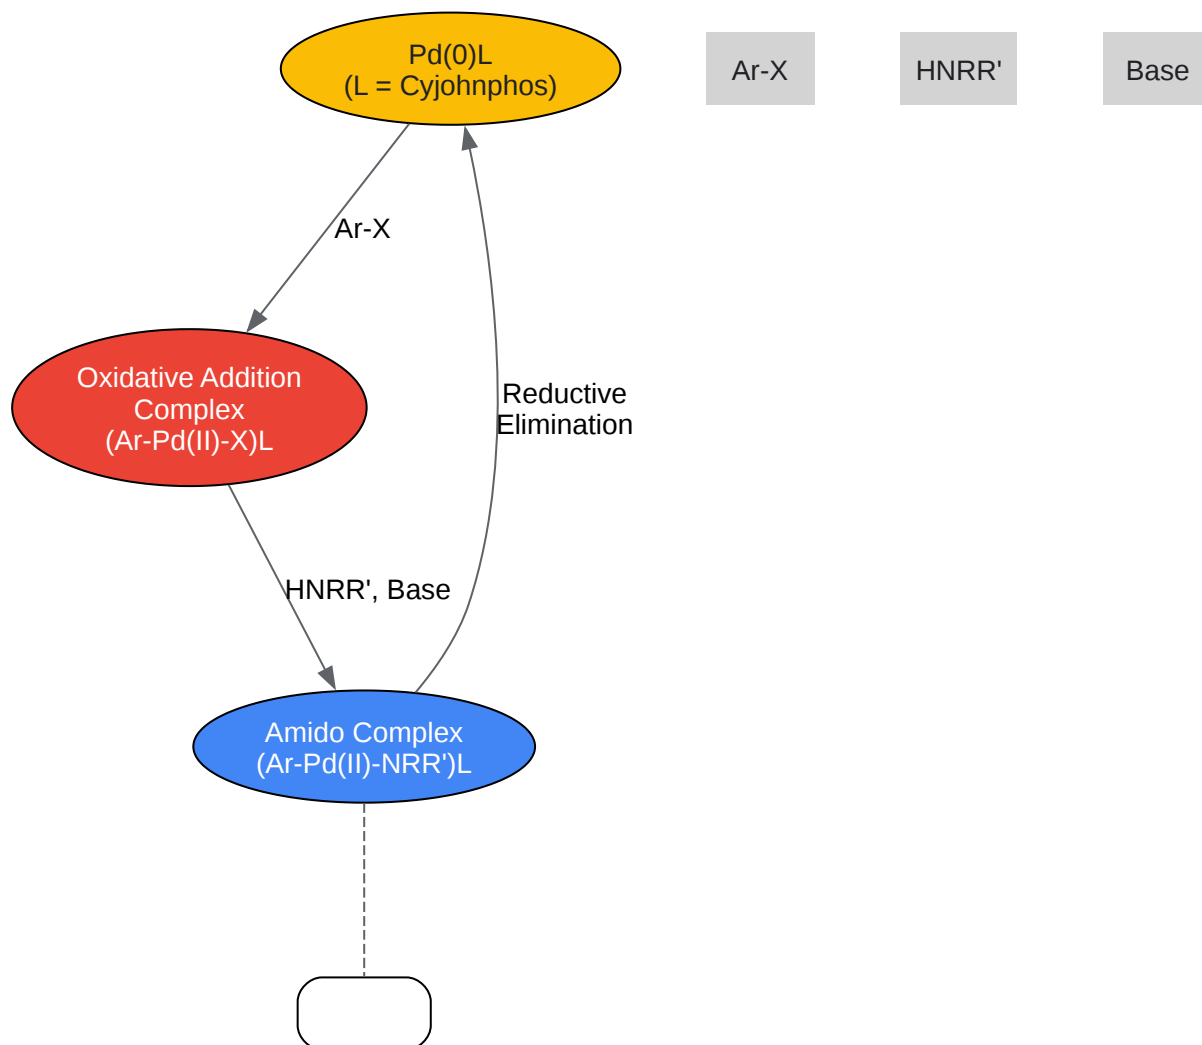 Pd(0)L
(L = Cyjohnphos)
Ar-X
HNRR'
Base
Ar-X
Oxidative Addition
Complex
(Ar-Pd(II)-X)L
Reductive
Elimination
HNRR', Base
Amido Complex
(Ar-Pd(II)-NRR')L